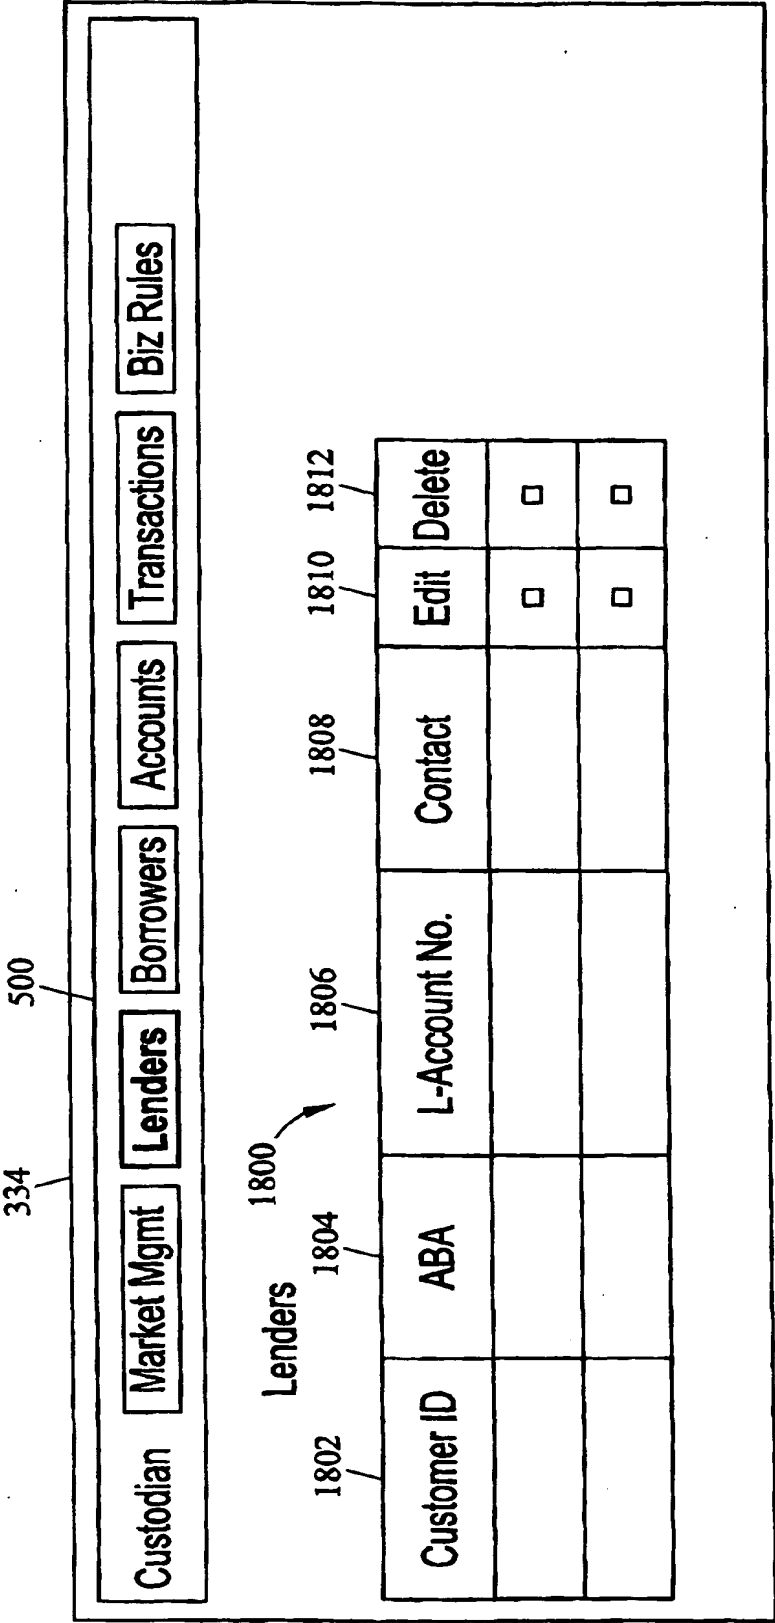 334
500
Custodian Market Mgmt Lenders Borrowers Accounts Transactions Biz Rules
Lenders
1800
1802 1804 1806 1808 1810 1812
Customer ID ABA L-Account No. Contact Edit Delete